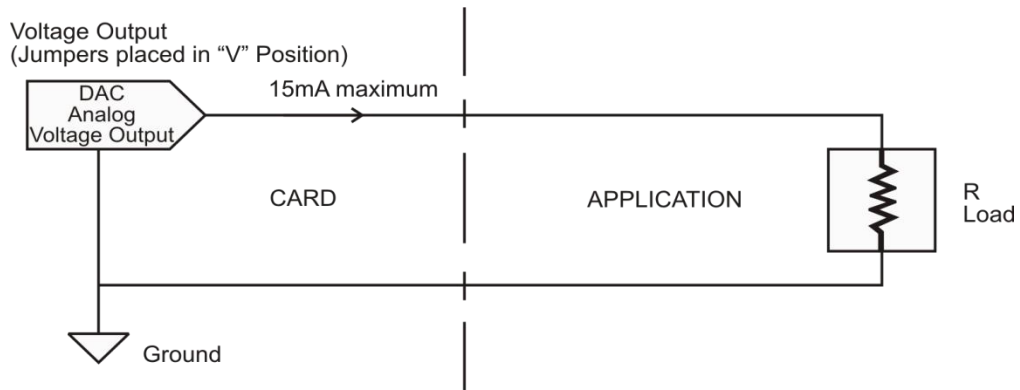 Voltage Output
(Jumpers placed in “V” Position)
DAC
Analog
Voltage Output
15mA maximum
CARD
APPLICATION
R
Load
Ground